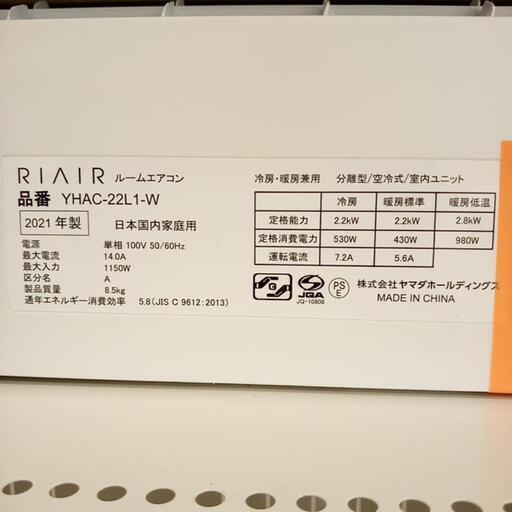 RIAIR ルームエアコン
品番 YHAC-22L1-W
2021年製 日本国内家庭用
電源 単相 100V 50/60Hz
最大電流 14.0A
最大入力 1150W
区分名 A
製品質量 8.5kg
通年エネルギー消費効率 5.8(JIS C 9612:2013)
冷房・暖房兼用 分離型/空冷式/室内ユニット
冷房 暖房標準 暖房低温
定格能力 2.2kW 2.2kW 2.8kW
定格消費電力 530W 430W 980W
運転電流 7.2A 5.6A
JQA
JQ-10806
PS
E
株式会社ヤマダホールディングス
MADE IN CHINA